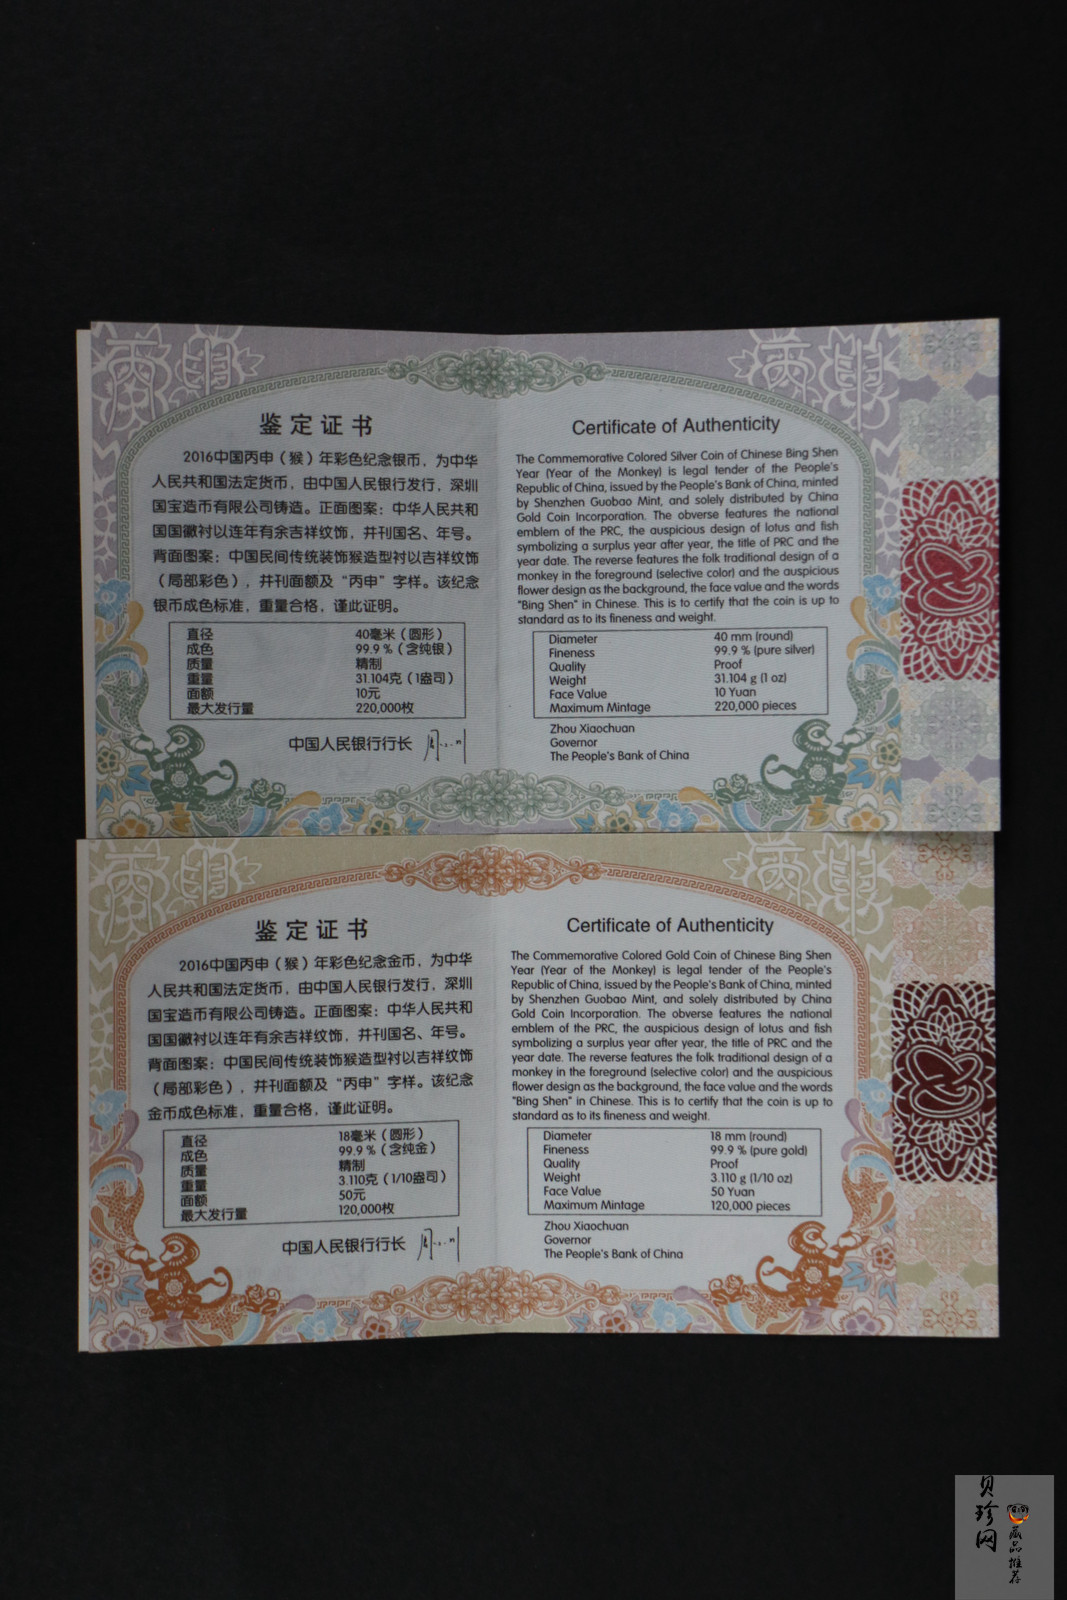 鉴定证书
2016中国丙申（猴）年彩色纪念银币，为中华
人民共和国法定货币，由中国人民银行发行，深圳
国宝造币有限公司铸造。正面图案：中华人民共和
国国徽衬以连年有余吉祥纹饰，并刊国名、年号。
背面图案：中国民间传统装饰猴造型衬以吉祥纹饰
（局部彩色），并刊面额及“丙申”字样。该纪念
银币成色标准，重量合格，谨此证明。
直径 40毫米（圆形）
成色 99.9％（含纯银）
质量 精制
重量 31.104克（1盎司）
面额 10元
最大发行量 220,000枚
中国人民银行行长
Certificate of Authenticity
The Commemorative Colored Silver Coin of Chinese Bing Shen
Year (Year of the Monkey) is legal tender of the People's
Republic of China, issued by the People's Bank of China, minted
by Shenzhen Guobao Mint, and solely distributed by China
Gold Coin Incorporation. The obverse features the national
emblem of the PRC, the auspicious design of lotus and fish
symbolizing a surplus year after year, the title of PRC and the
year date. The reverse features the folk traditional design of a
monkey in the foreground (selective color) and the auspicious
flower design as the background, the face value and the words
"Bing Shen" in Chinese. This is to certify that the coin is up to
standard as to its fineness and weight.
Diameter 40 mm (round)
Fineness 99.9 % (pure silver)
Quality Proof
Weight 31.104 g (1 oz)
Face Value 10 Yuan
Maximum Mintage 220,000 pieces
Zhou Xiaochuan
Governor
The People's Bank of China
鉴定证书
2016中国丙申（猴）年彩色纪念金币，为中华
人民共和国法定货币，由中国人民银行发行，深圳
国宝造币有限公司铸造。正面图案：中华人民共和
国国徽衬以连年有余吉祥纹饰，并刊国名、年号。
背面图案：中国民间传统装饰猴造型衬以吉祥纹饰
（局部彩色），并刊面额及“丙申”字样。该纪念
金币成色标准，重量合格，谨此证明。
直径 18毫米（圆形）
成色 99.9％（含纯金）
质量 精制
重量 3.110克（1/10盎司）
面额 50元
最大发行量 120,000枚
中国人民银行行长
Certificate of Authenticity
The Commemorative Colored Gold Coin of Chinese Bing Shen
Year (Year of the Monkey) is legal tender of the People's
Republic of China, issued by the People's Bank of China, minted
by Shenzhen Guobao Mint, and solely distributed by China
Gold Coin Incorporation. The obverse features the national
emblem of the PRC, the auspicious design of lotus and fish
symbolizing a surplus year after year, the title of PRC and the
year date. The reverse features the folk traditional design of a
monkey in the foreground (selective color) and the auspicious
flower design as the background, the face value and the words
"Bing Shen" in Chinese. This is to certify that the coin is up to
standard as to its fineness and weight.
Diameter 18 mm (round)
Fineness 99.9 % (pure gold)
Quality Proof
Weight 3.110 g (1/10 oz)
Face Value 50 Yuan
Maximum Mintage 120,000 pieces
Zhou Xiaochuan
Governor
The People's Bank of China
贝珍网
藏品推荐